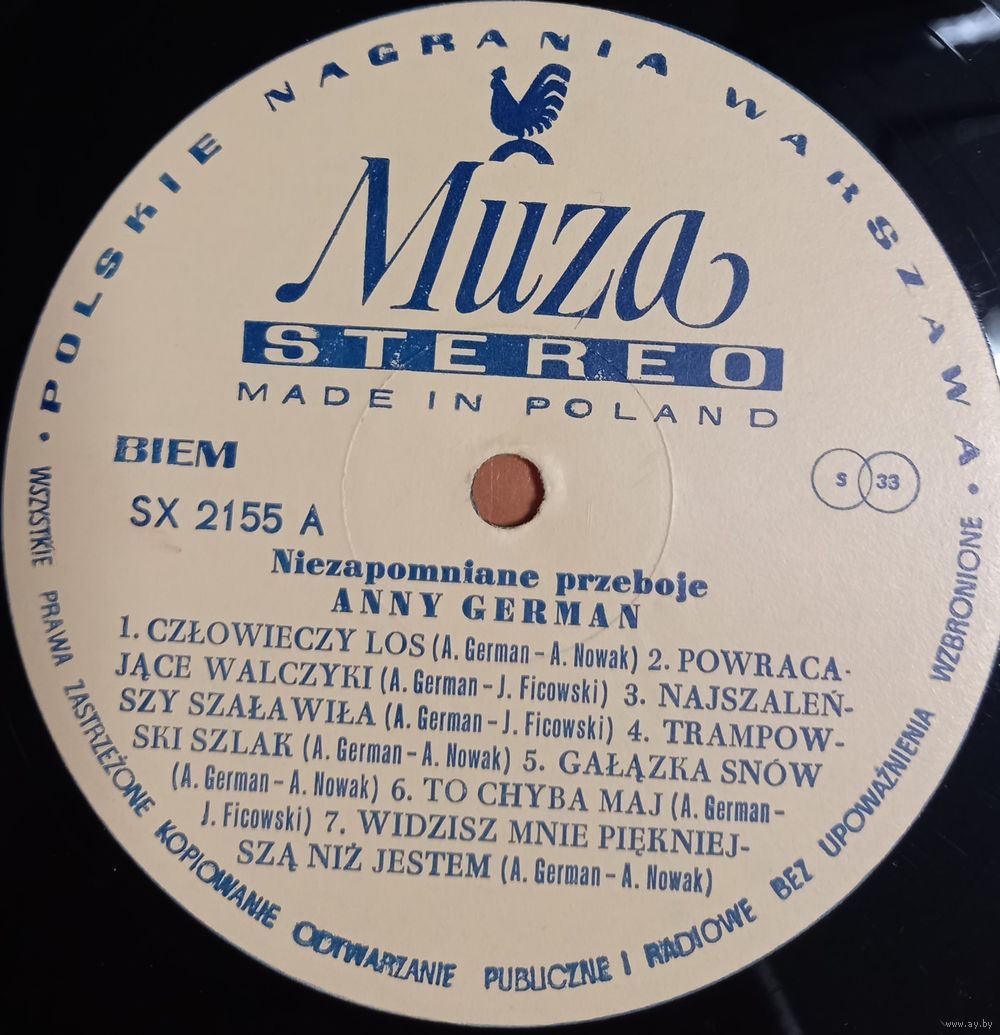 POLSKIE NAGRANIA WARSZAWA
Muza
STEREO
MADE IN POLAND
BIEM
SX 2155 A
S 33
Niezapomniane przeboje
ANNY GERMAN
1. CZŁOWIECZY LOS (A. German – A. Nowak) 2. POWRACA-
JĄCE WALCZYKI (A. German – J. Ficowski) 3. NAJSZALEŃ-
SZY SZAŁAWIŁA (A. German – J. Ficowski) 4. TRAMPOW-
SKI SZLAK (A. German – A. Nowak) 5. GAŁĄZKA SNÓW
(A. German – A. Nowak) 6. TO CHYBA MAJ (A. German –
J. Ficowski) 7. WIDZISZ MNIE PIĘKNIEJ-
SZĄ NIŻ JESTEM (A. German – A. Nowak)
• WSZYSTKIE PRAWA ZASTRZEŻONE KOPIOWANIE ODTWARZANIE PUBLICZNE I RADIOWE BEZ UPOWAŻNIENIA WZBRONIONE •
www.ay.by